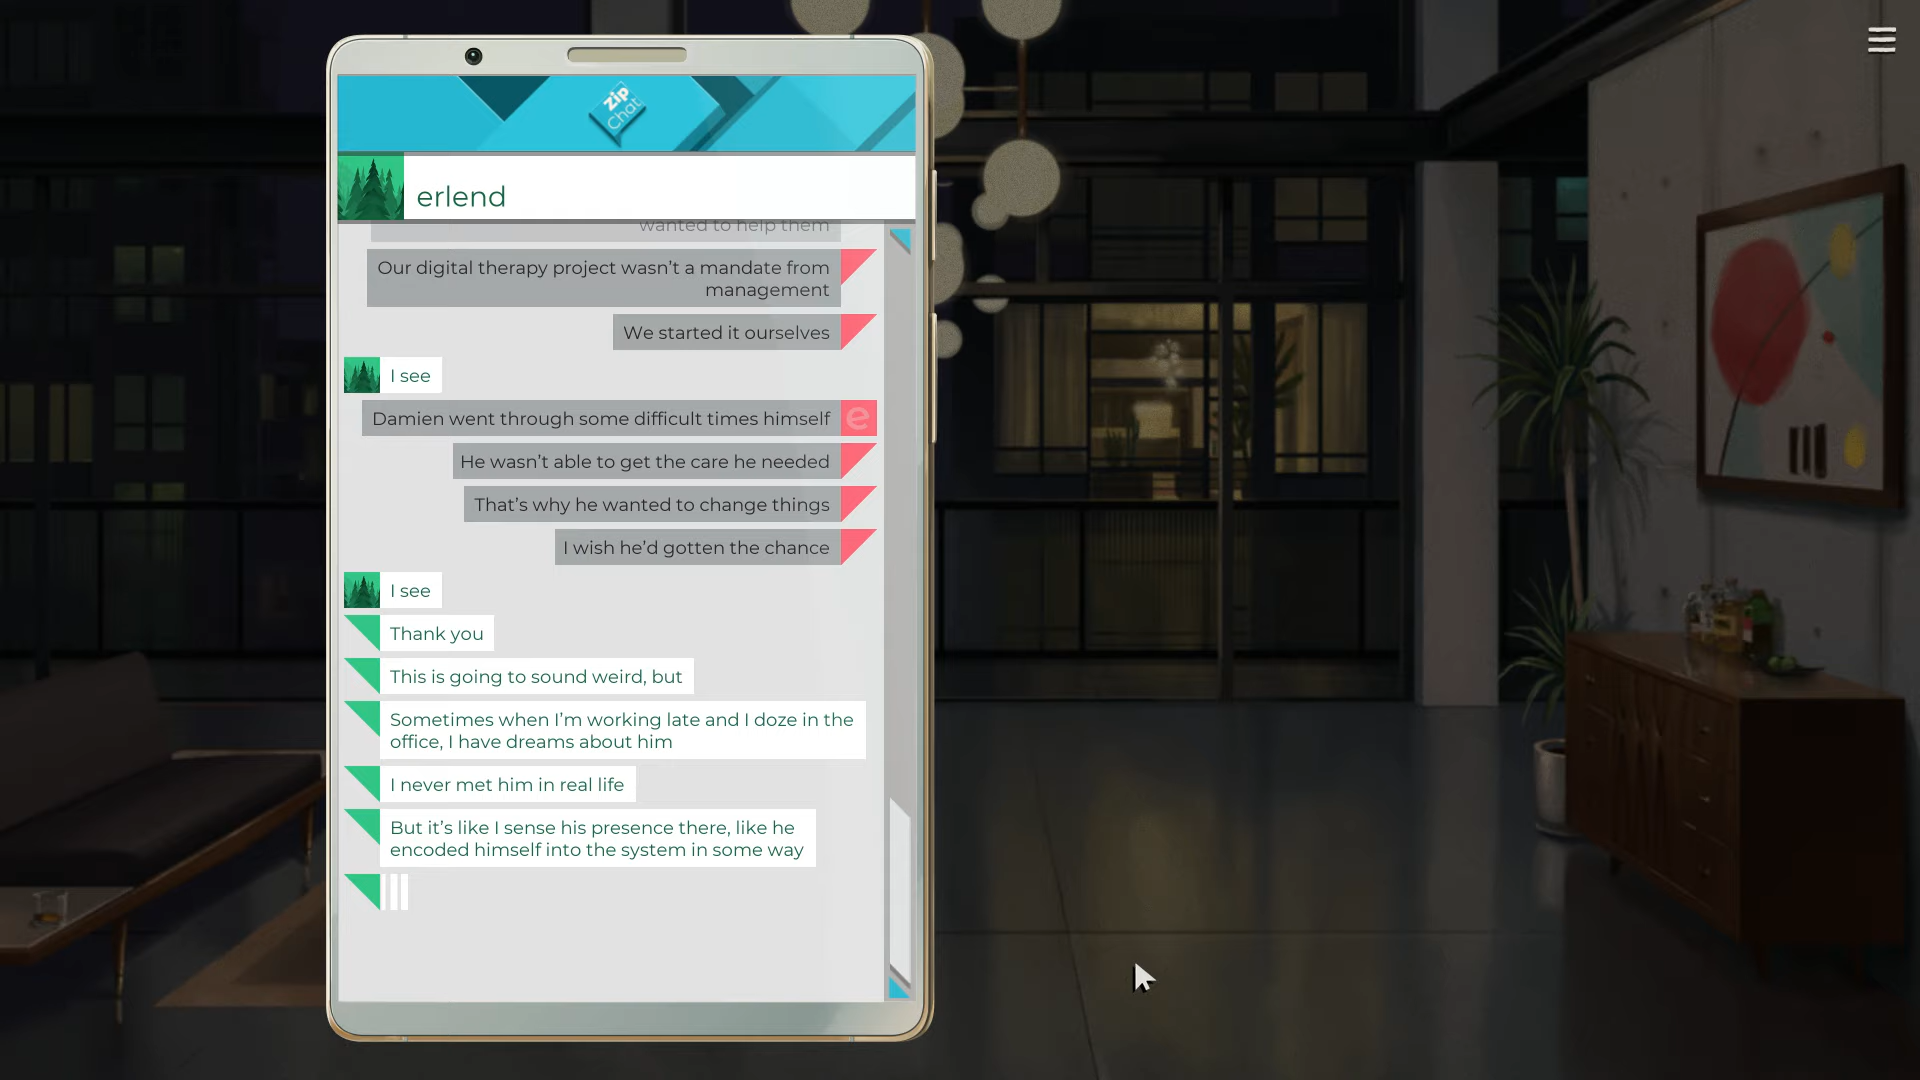 zip
Chat
erlend
wanted to help them
Our digital therapy project wasn't a mandate from
management
We started it ourselves
I see
Damien went through some difficult times himself
e
He wasn't able to get the care he needed
That's why he wanted to change things
I wish he'd gotten the chance
I see
Thank you
This is going to sound weird, but
Sometimes when I'm working late and I doze in the
office, I have dreams about him
I never met him in real life
But it's like I sense his presence there, like he
encoded himself into the system in some way